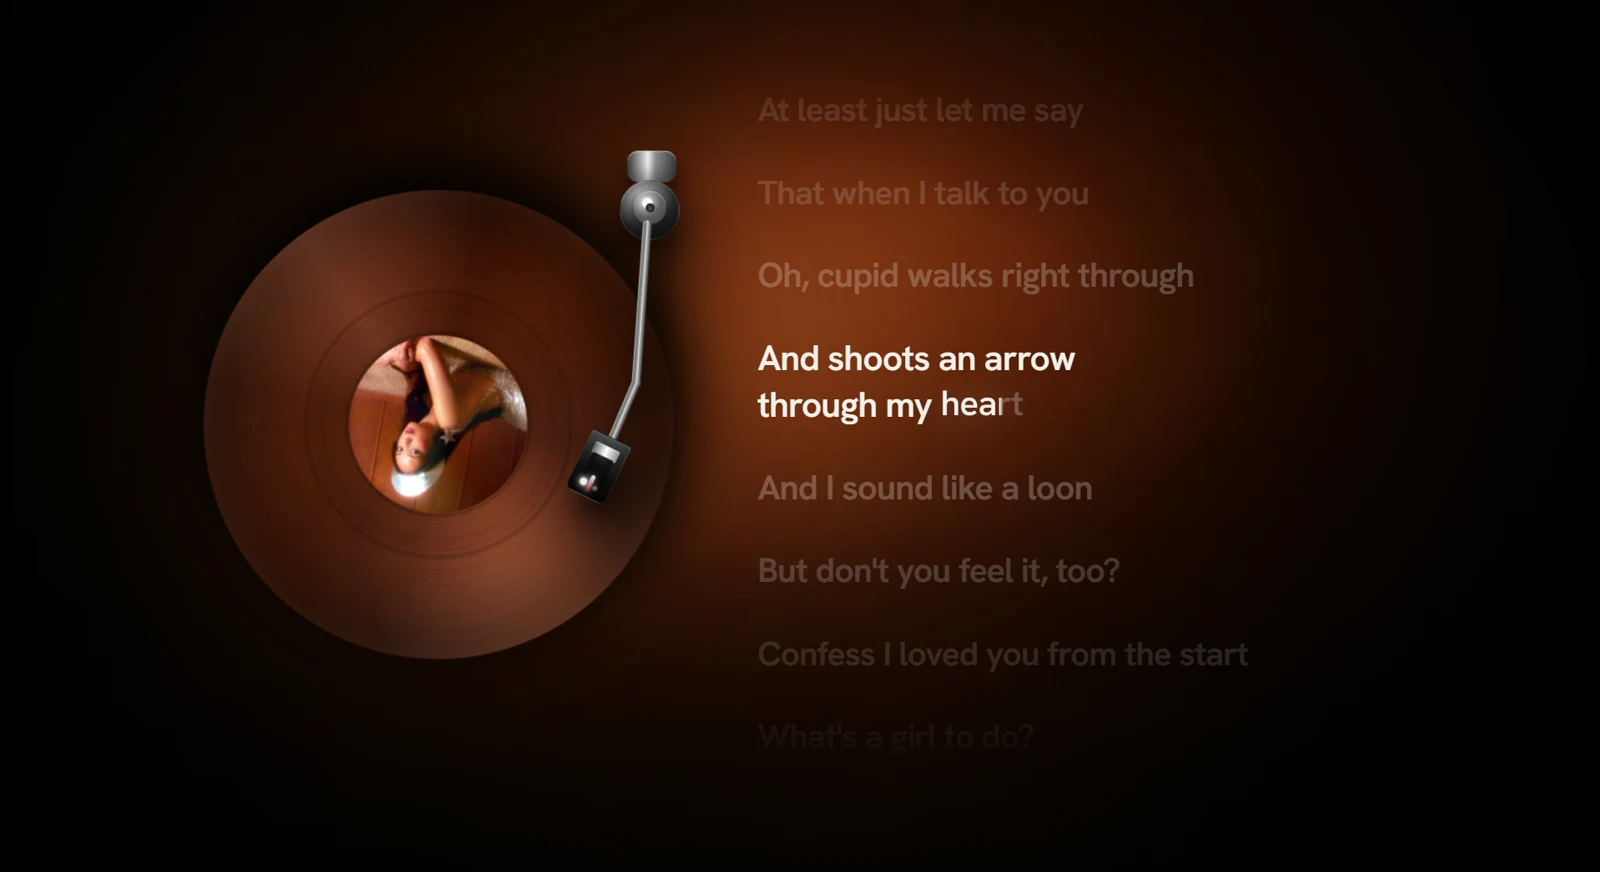 At least just let me say
That when I talk to you
Oh, cupid walks right through
And shoots an arrow
through my heart
And I sound like a loon
But don't you feel it, too?
Confess I loved you from the start
What's a girl to do?